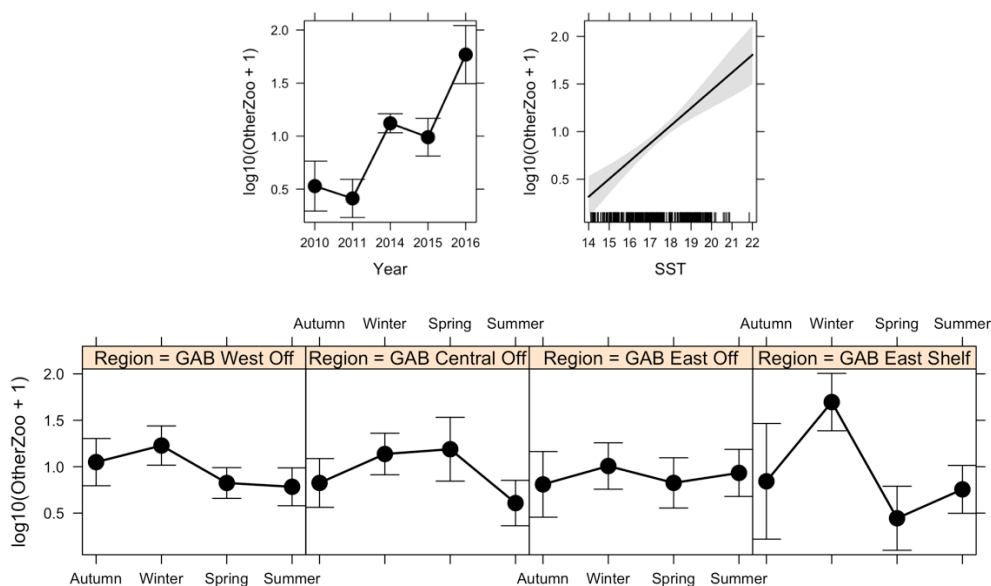 2.0
1.5
1.0
0.5
log10(OtherZoo + 1)
2010 2011 2014 2015 2016
Year
2.0
1.5
1.0
0.5
log10(OtherZoo + 1)
14 15 16 17 18 19 20 21 22
SST
Autumn Winter Spring Summer Autumn Winter Spring Summer
Region = GAB West Off Region = GAB Central Off Region = GAB East Off Region = GAB East Shelf
2.0
1.5
1.0
0.5
log10(OtherZoo + 1)
Autumn Winter Spring Summer Autumn Winter Spring Summer